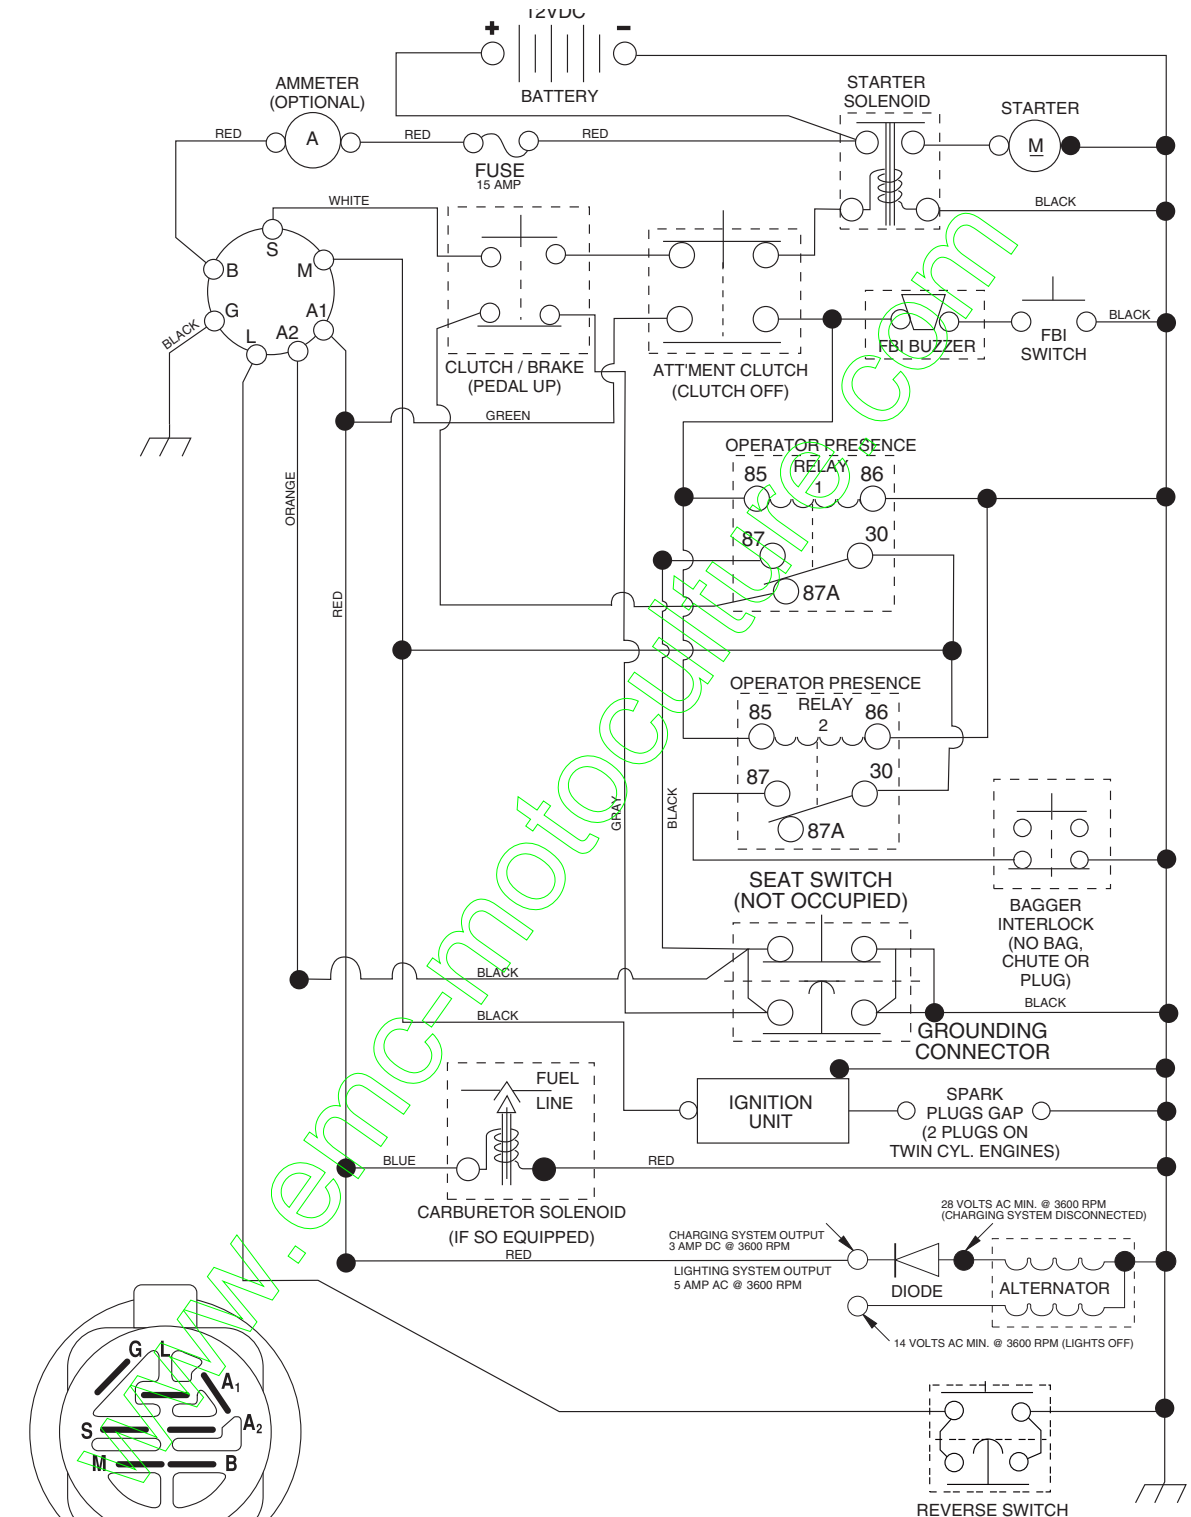 12VDC
+
−
BATTERY
AMMETER
(OPTIONAL)
A
RED
RED
RED
FUSE
15 AMP
STARTER
SOLENOID
STARTER
M
BLACK
WHITE
S
B
M
G
A1
L
A2
BLACK
CLUTCH / BRAKE
(PEDAL UP)
ATT'MENT CLUTCH
(CLUTCH OFF)
FBI BUZZER
FBI
SWITCH
BLACK
GREEN
ORANGE
RED
OPERATOR PRESENCE
RELAY
1
85
86
87
30
87A
OPERATOR PRESENCE
RELAY
2
85
86
87
30
87A
GRAY
BLACK
SEAT SWITCH
(NOT OCCUPIED)
BAGGER
INTERLOCK
(NO BAG,
CHUTE OR
PLUG)
BLACK
BLACK
BLACK
GROUNDING
CONNECTOR
FUEL
LINE
IGNITION
UNIT
SPARK
PLUGS GAP
(2 PLUGS ON
TWIN CYL. ENGINES)
BLUE
RED
CARBURETOR SOLENOID
(IF SO EQUIPPED)
RED
CHARGING SYSTEM OUTPUT
3 AMP DC @ 3600 RPM
LIGHTING SYSTEM OUTPUT
5 AMP AC @ 3600 RPM
28 VOLTS AC MIN. @ 3600 RPM
(CHARGING SYSTEM DISCONNECTED)
DIODE
ALTERNATOR
14 VOLTS AC MIN. @ 3600 RPM (LIGHTS OFF)
G
L
A1
S
A2
M
B
REVERSE SWITCH
www.emc-motoculture.com